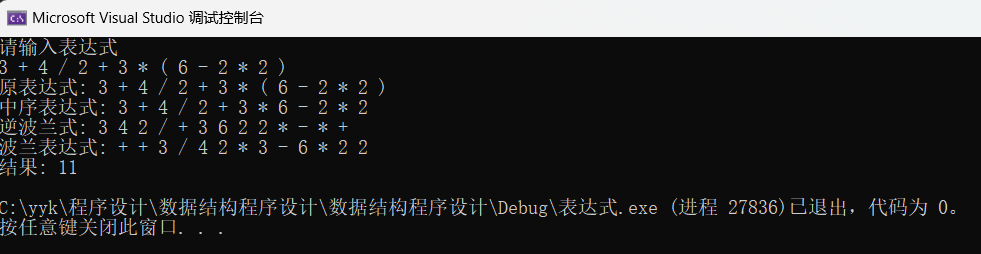 Microsoft Visual Studio 调试控制台
请输入表达式
3 + 4 / 2 + 3 * ( 6 - 2 * 2 )
原表达式: 3 + 4 / 2 + 3 * ( 6 - 2 * 2 )
中序表达式: 3 + 4 / 2 + 3 * 6 - 2 * 2
逆波兰式: 3 4 2 / + 3 6 2 2 * - * +
波兰表达式: + + 3 / 4 2 * 3 - 6 * 2 2
结果: 11
C:\yyk\程序设计\数据结构程序设计\数据结构程序设计\Debug\表达式.exe (进程 27836)已退出，代码为 0。
按任意键关闭此窗口. . .